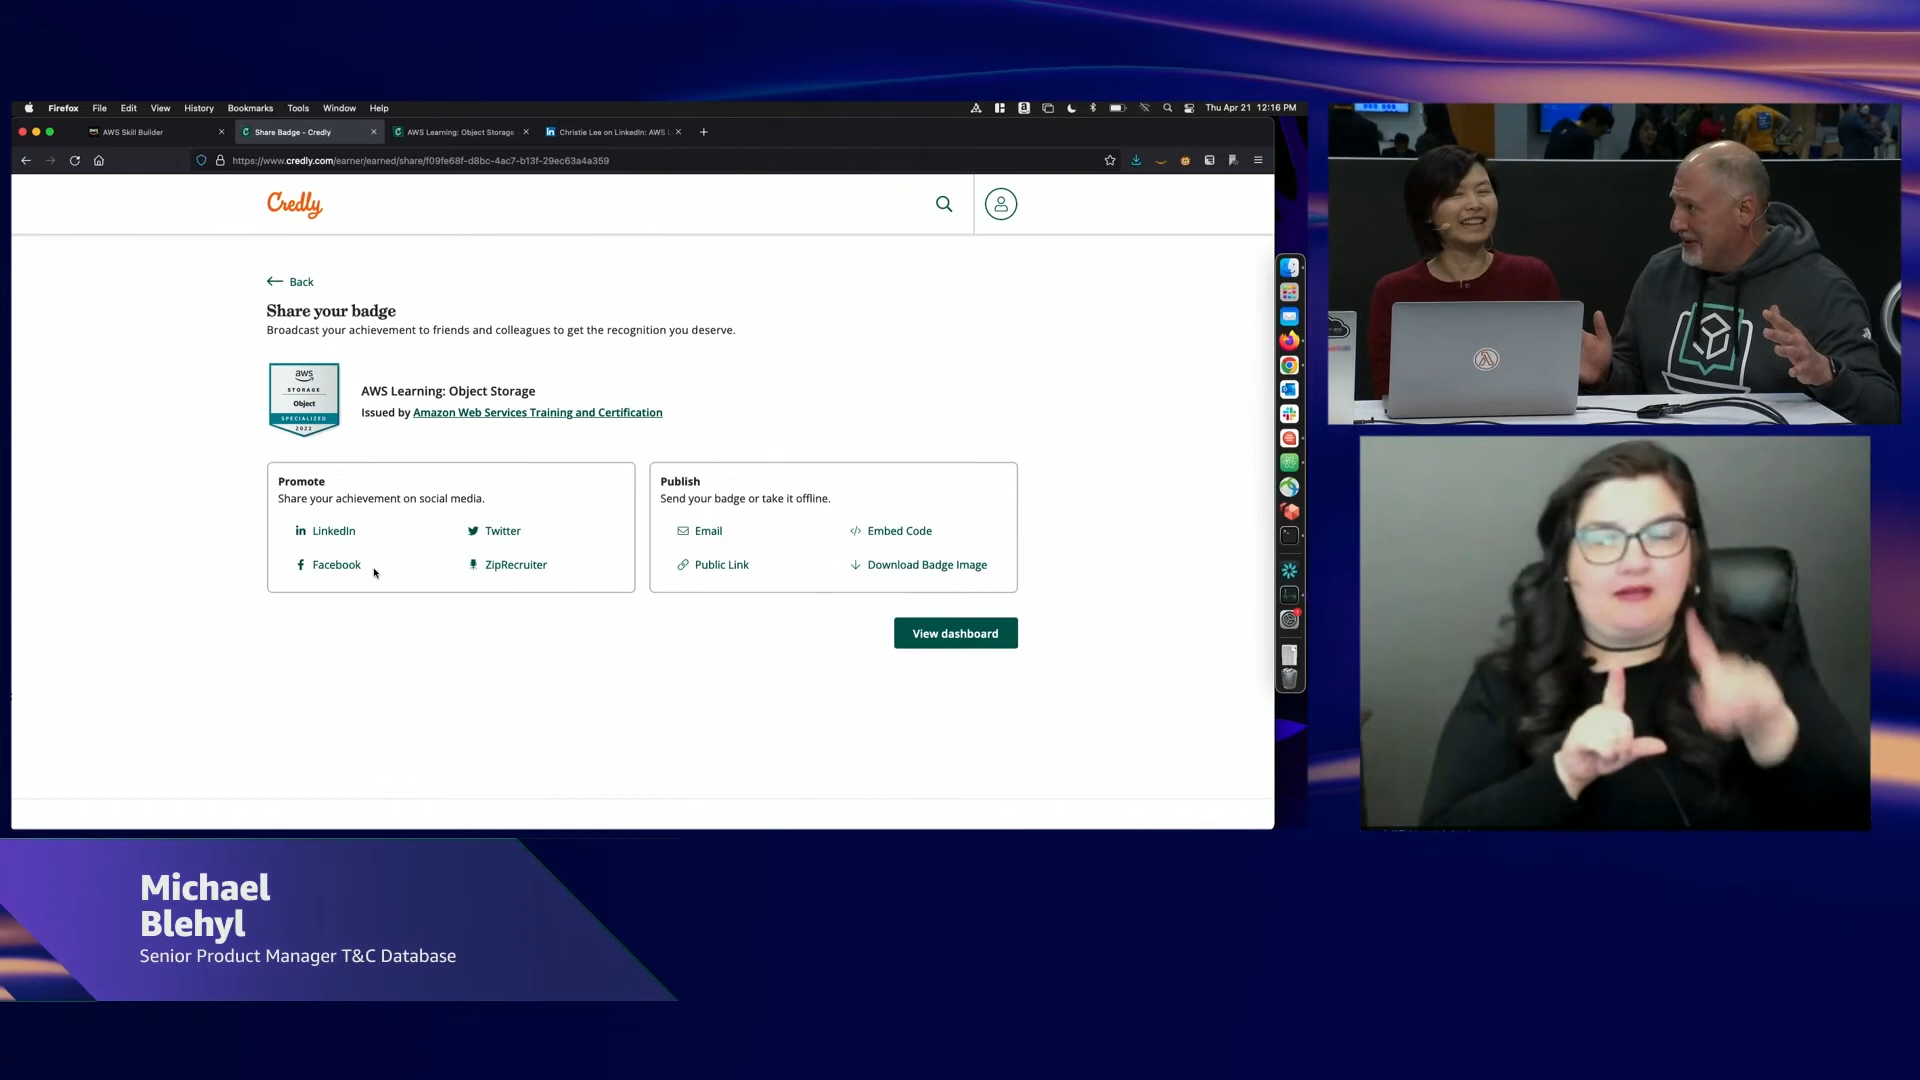 Firefox File Edit View History Bookmarks Tools Window Help
Thu Apr 21 12:16 PM
AWS Skill Builder
Share Badge - Credly
AWS Learning: Object Storage
Christie Lee on LinkedIn: AWS
https://www.credly.com/earner/earned/share/f09fe68f-d8bc-4ac7-b13f-29ec63a4a359
Credly
Back
Share your badge
Broadcast your achievement to friends and colleagues to get the recognition you deserve.
aws
STORAGE
Object
SPECIALIZED
2022
AWS Learning: Object Storage
Issued by Amazon Web Services Training and Certification
Promote
Share your achievement on social media.
LinkedIn
Twitter
Facebook
ZipRecruiter
Publish
Send your badge or take it offline.
Email
Embed Code
Public Link
Download Badge Image
View dashboard
Michael
Blehyl
Senior Product Manager T&C Database